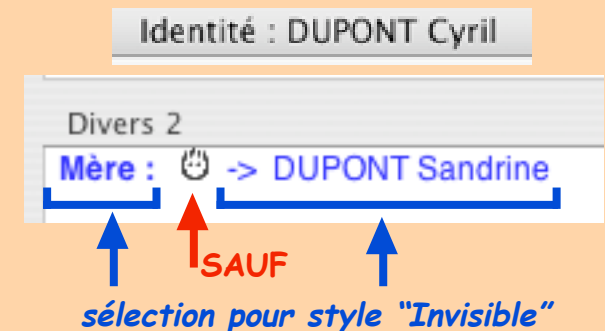 Identité : DUPONT Cyril
Divers 2
Mère : -> DUPONT Sandrine
SAUF
sélection pour style “Invisible”